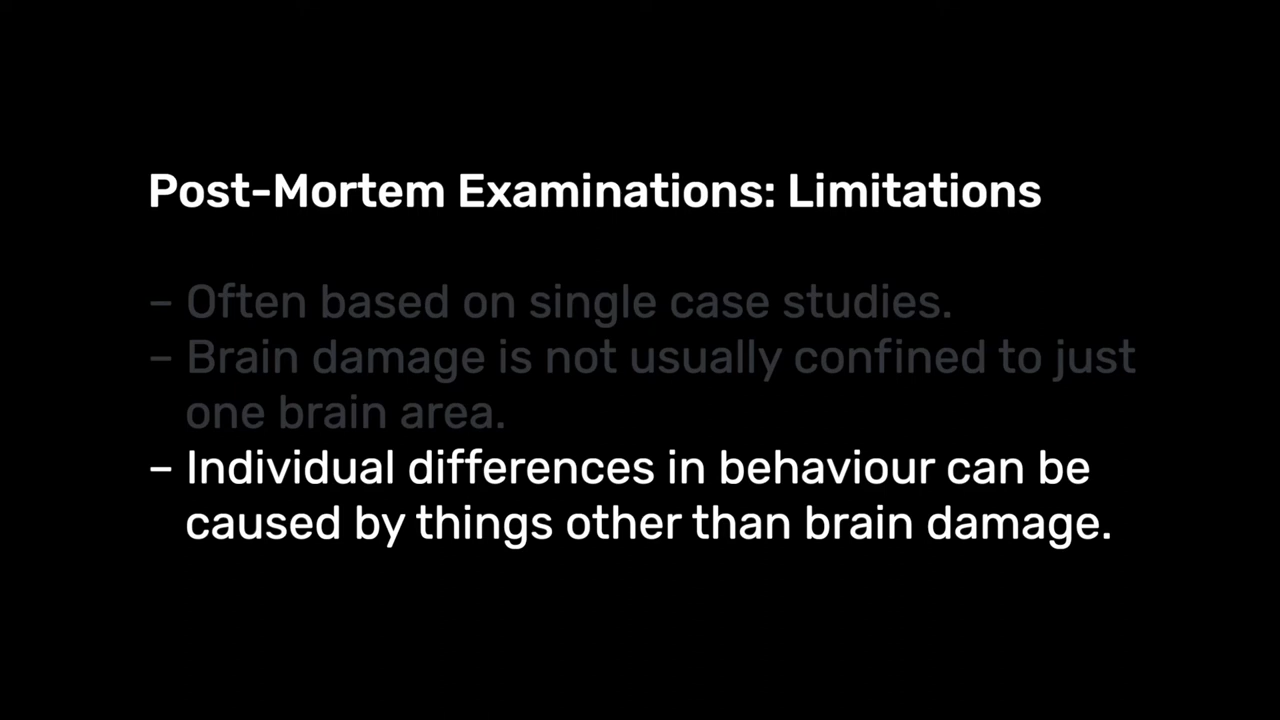 Post-Mortem Examinations: Limitations
– Often based on single case studies.
– Brain damage is not usually confined to just
one brain area.
– Individual differences in behaviour can be
caused by things other than brain damage.